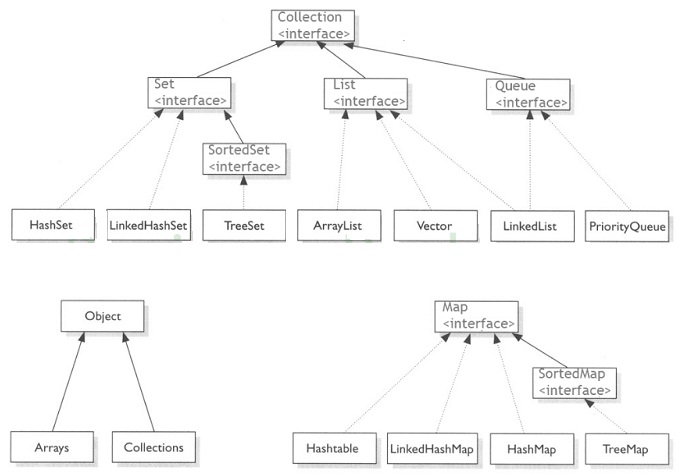 Collection
<interface>
Set
<interface>
List
<interface>
Queue
<interface>
SortedSet
<interface>
HashSet
LinkedHashSet
TreeSet
ArrayList
Vector
LinkedList
PriorityQueue
Object
Map
<interface>
SortedMap
<interface>
Arrays
Collections
Hashtable
LinkedHashMap
HashMap
TreeMap